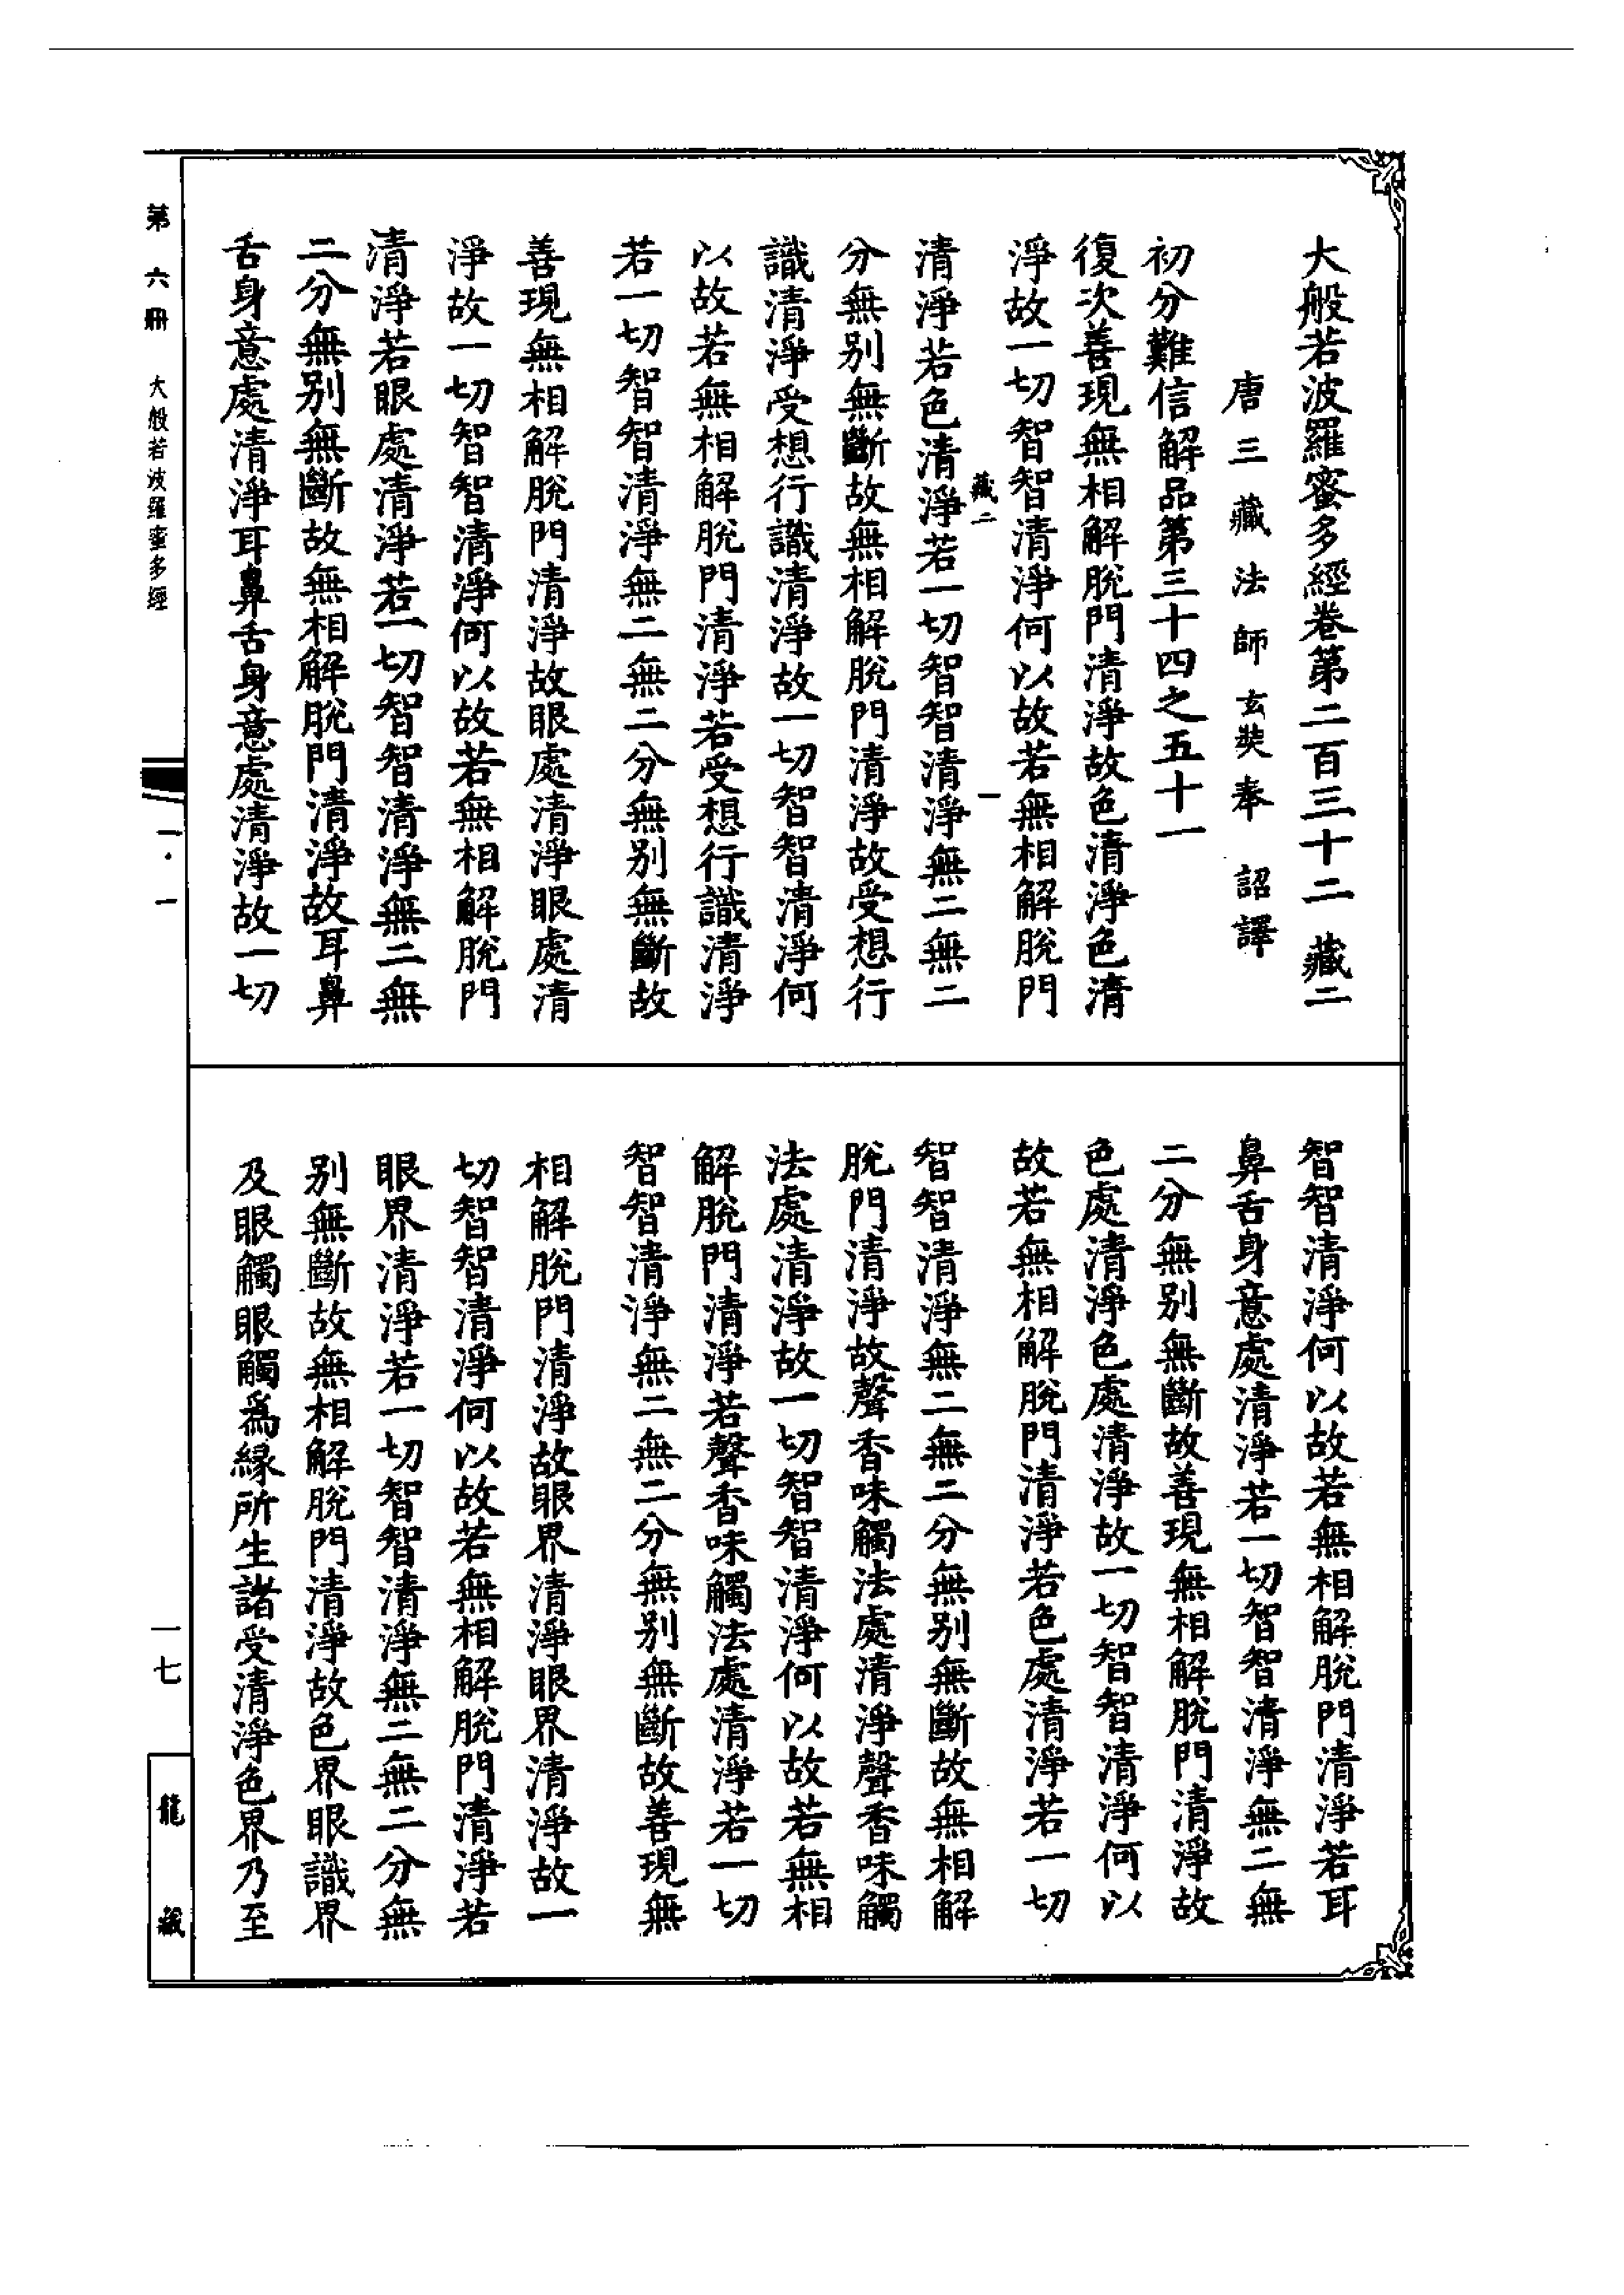 大般若波羅蜜多經卷第二百三十二 藏二
唐三藏法師玄奘奉 詔譯
初分難信解品第三十四之五十一
復次善現無相解脫門清淨故色清淨色清
淨故一切智智清淨何以故若無相解脫門
藏二 一
清淨若色清淨若一切智智清淨無二無二
分無別無斷故無相解脫門清淨故受想行
識清淨受想行識清淨故一切智智清淨何
以故若無相解脫門清淨若受想行識清淨
若一切智智清淨無二無二分無別無斷故
善現無相解脫門清淨故眼處清淨眼處清
淨故一切智智清淨何以故若無相解脫門
清淨若眼處清淨若一切智智清淨無二無
二分無別無斷故無相解脫門清淨故耳鼻
舌身意處清淨耳鼻舌身意處清淨故一切
智智清淨何以故若無相解脫門清淨若耳
鼻舌身意處清淨若一切智智清淨無二無
二分無別無斷故善現無相解脫門清淨故
色處清淨色處清淨故一切智智清淨何以
故若無相解脫門清淨若色處清淨若一切
智智清淨無二無二分無別無斷故無相解
脫門清淨故聲香味觸法處清淨聲香味觸
法處清淨故一切智智清淨何以故若無相
解脫門清淨若聲香味觸法處清淨若一切
智智清淨無二無二分無別無斷故善現無
相解脫門清淨故眼界清淨眼界清淨故一
切智智清淨何以故若無相解脫門清淨若
眼界清淨若一切智智清淨無二無二分無
別無斷故無相解脫門清淨故色界眼識界
及眼觸眼觸為緣所生諸受清淨色界乃至
第六冊 大般若波羅蜜多經
一·一
一七
龍藏